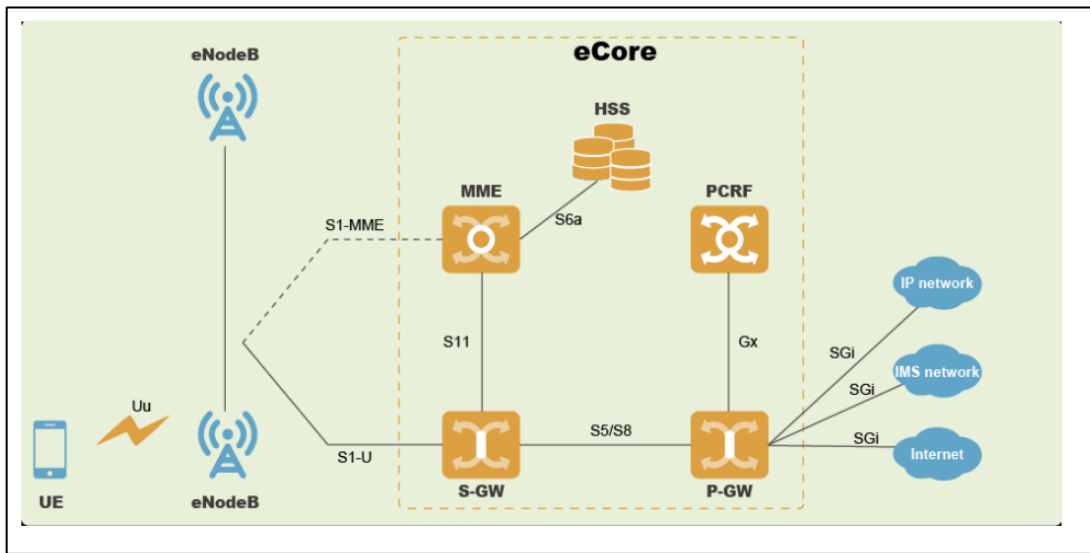 eCore
eNodeB
HSS
MME
PCRF
S6a
S1-MME
IP network
S11
Gx
SGi
IMS network
SGi
Uu
S5/S8
SGi
Internet
S1-U
S-GW
P-GW
UE
eNodeB